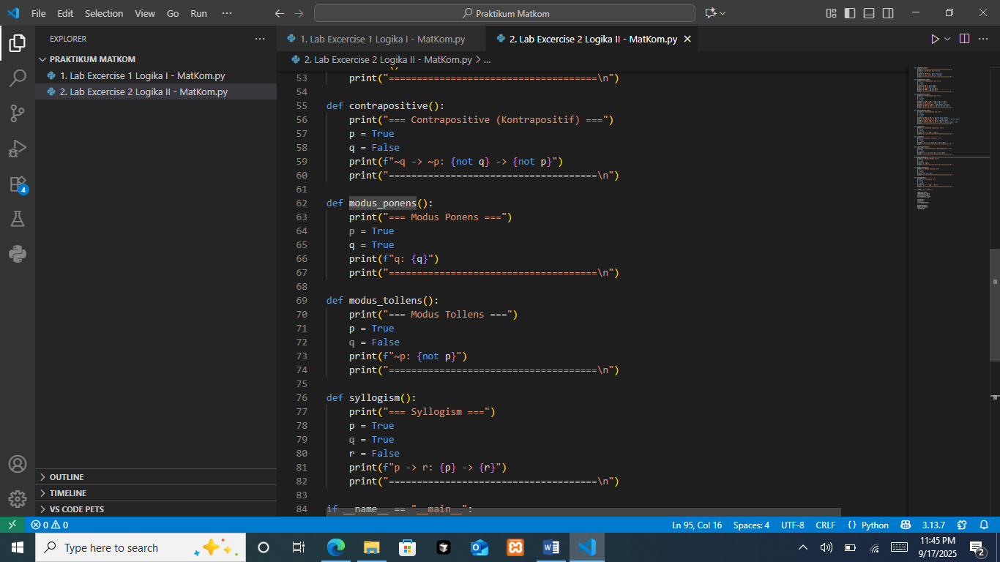 File Edit Selection View Go Run ...
Praktikum Matkom
EXPLORER
PRAKTIKUM MATKOM
1. Lab Excercise 1 Logika I - MatKom.py
2. Lab Excercise 2 Logika II - MatKom.py
OUTLINE
TIMELINE
VS CODE PETS
4
1. Lab Excercise 1 Logika I - MatKom.py
2. Lab Excercise 2 Logika II - MatKom.py
2. Lab Excercise 2 Logika II - MatKom.py > ...
53 print("=====================================\n")
54
55 def contrapositive():
56 print("=== Contrapositive (Kontrapositif) ===")
57 p = True
58 q = False
59 print(f"~q -> ~p: {not q} -> {not p}")
60 print("=====================================\n")
61
62 def modus_ponens():
63 print("=== Modus Ponens ===")
64 p = True
65 q = True
66 print(f"q: {q}")
67 print("=====================================\n")
68
69 def modus_tollens():
70 print("=== Modus Tollens ===")
71 p = True
72 q = False
73 print(f"~p: {not p}")
74 print("=====================================\n")
75
76 def syllogism():
77 print("=== Syllogism ===")
78 p = True
79 q = True
80 r = False
81 print(f"p -> r: {p} -> {r}")
82 print("=====================================\n")
83
84 if __name__ == "__main__":
0 0
Ln 95, Col 16 Spaces: 4 UTF-8 CRLF {} Python 3.13.7
Type here to search
11:45 PM
9/17/2025
2